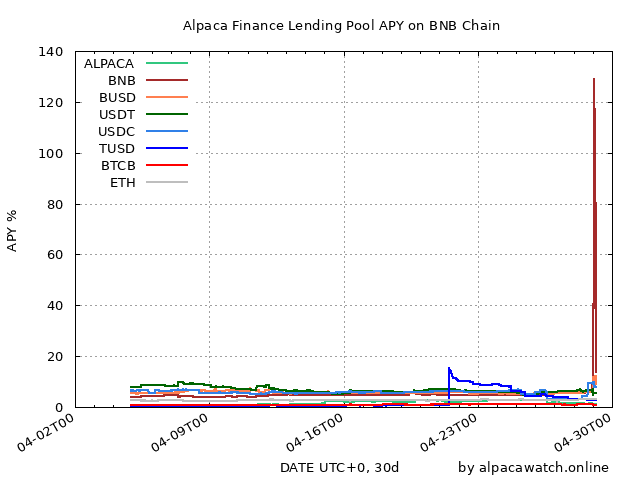 Alpaca Finance Lending Pool APY on BNB Chain
140
120
100
80
60
40
20
0
APY %
ALPACA
BNB
BUSD
USDT
USDC
TUSD
BTCB
ETH
04-02T00
04-09T00
04-16T00
04-23T00
04-30T00
DATE UTC+0, 30d
by alpacawatch.online